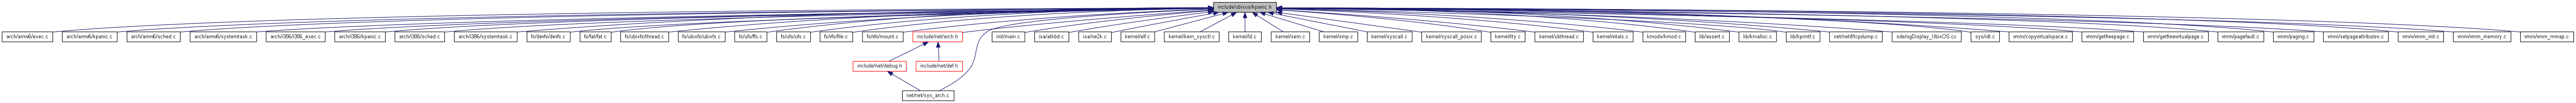 include/ubixos/kpanic.h
arch/armv6/exec.c
arch/armv6/kpanic.c
arch/armv6/sched.c
arch/armv6/systemtask.c
arch/i386/i386_exec.c
arch/i386/kpanic.c
arch/i386/sched.c
arch/i386/systemtask.c
fs/devfs/devfs.c
fs/fat/fat.c
fs/ubixfs/thread.c
fs/ubixfs/ubixfs.c
fs/ufs/ffs.c
fs/ufs/ufs.c
fs/vfs/file.c
fs/vfs/mount.c
include/net/arch.h
init/main.c
isa/atkbd.c
isa/ne2k.c
kernel/elf.c
kernel/kern_sysctl.c
kernel/ld.c
kernel/sem.c
kernel/smp.c
kernel/syscall.c
kernel/syscall_posix.c
kernel/tty.c
kernel/ubthread.c
kernel/vitals.c
kmods/kmod.c
lib/assert.c
lib/kmalloc.c
lib/kprintf.c
net/netif/tcpdump.c
sde/ogDisplay_UbixOS.cc
sys/idt.c
vmm/copyvirtualspace.c
vmm/getfreepage.c
vmm/getfreevirtualpage.c
vmm/pagefault.c
vmm/paging.c
vmm/setpageattributes.c
vmm/vmm_init.c
vmm/vmm_memory.c
vmm/vmm_mmap.c
include/net/debug.h
include/net/def.h
net/net/sys_arch.c